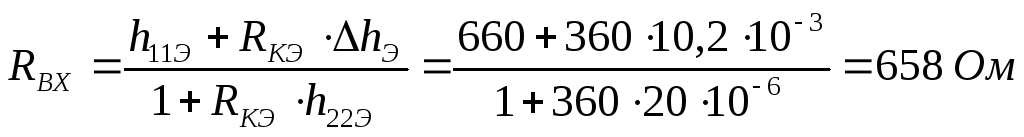 R_ВХ = (h_11Э + R_КЭ · Δh_Э) / (1 + R_КЭ · h_22Э) = (660 + 360 · 10,2 · 10^-3) / (1 + 360 · 20 · 10^-6) = 658 Ом